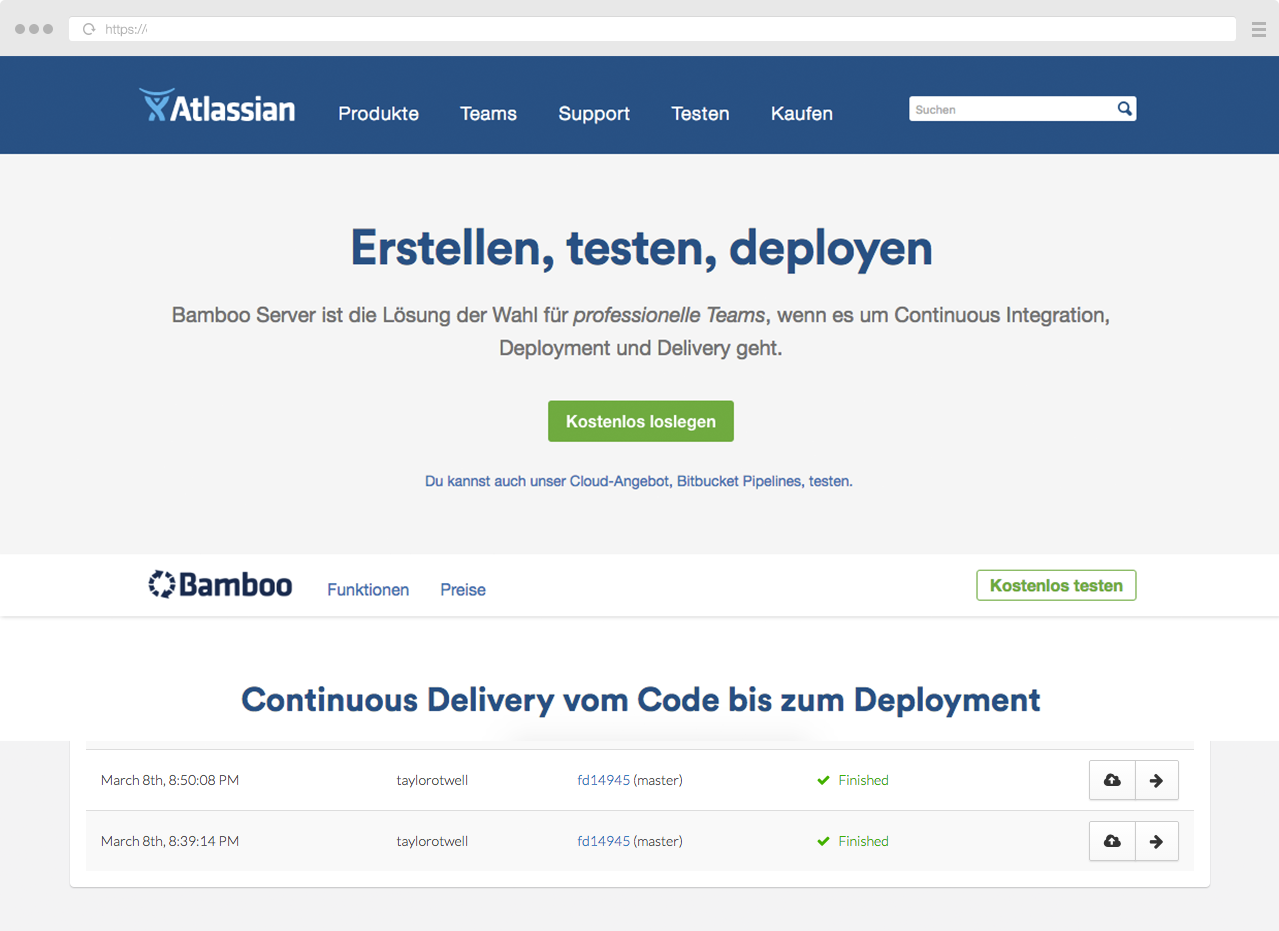 https://
Atlassian
Produkte Teams Support Testen Kaufen
Suchen
Erstellen, testen, deployen
Bamboo Server ist die Lösung der Wahl für professionelle Teams, wenn es um Continuous Integration,
Deployment und Delivery geht.
Kostenlos loslegen
Du kannst auch unser Cloud-Angebot, Bitbucket Pipelines, testen.
Bamboo Funktionen Preise Kostenlos testen
Continuous Delivery vom Code bis zum Deployment
March 8th, 8:50:08 PM taylorotwell fd14945 (master) Finished
March 8th, 8:39:14 PM taylorotwell fd14945 (master) Finished